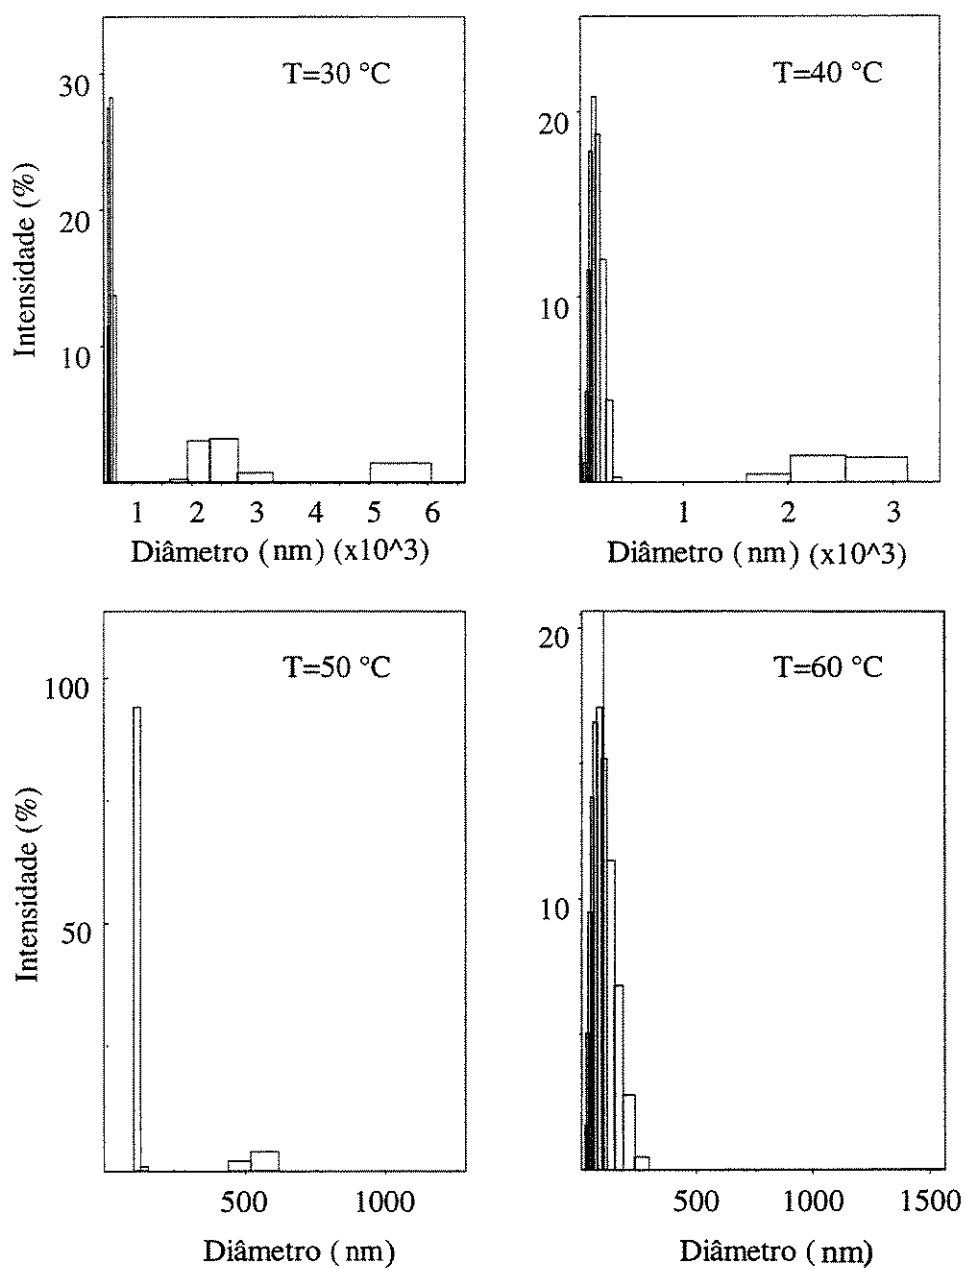 T=30 °C
30
20
10
Intensidade (%)
1 2 3 4 5 6
Diâmetro (nm) (x10^3)
T=40 °C
20
10
1 2 3
Diâmetro (nm) (x10^3)
T=50 °C
100
50
Intensidade (%)
500 1000
Diâmetro (nm)
T=60 °C
20
10
500 1000 1500
Diâmetro (nm)